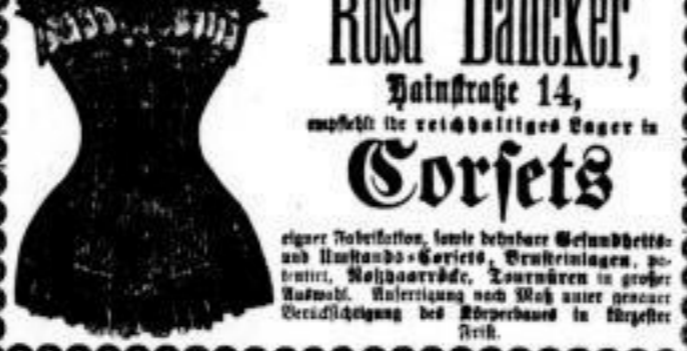 Rosa Daucker,
Hainstraße 14,
empfiehlt ihr reichhaltiges Lager in
Corsets
eigner Fabrikation, sowie dehnbare Gesundheits-
und Umstands-Corsets, Brusteinlagen, pa-
tentirt, Roßhaarröcke, Tournüren in großer
Auswahl. Anfertigung nach Maß unter genauer
Berücksichtigung des Körperbaues in kürzester
Frist.